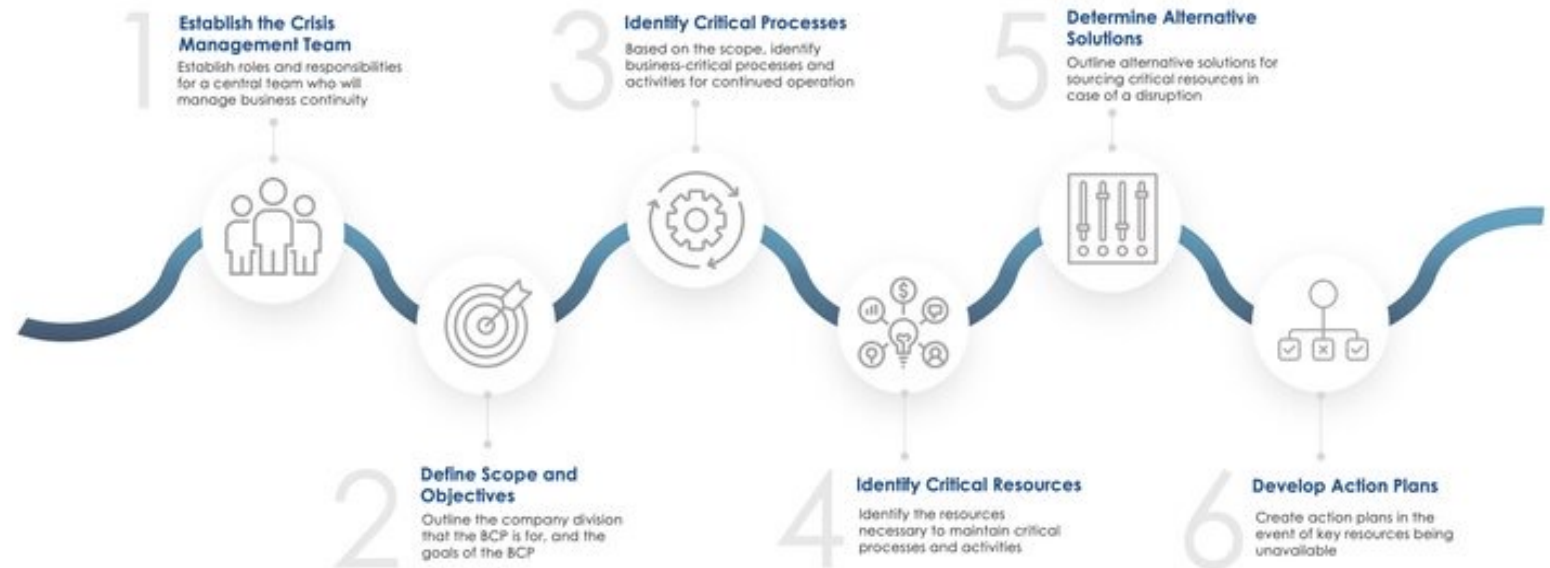 1
Establish the Crisis
Management Team
Establish roles and responsibilities
for a central team who will
manage business continuity
2
Define Scope and
Objectives
Outline the company division
that the BCP is for, and the
goals of the BCP
3
Identify Critical Processes
Based on the scope, identify
business-critical processes and
activities for continued operation
4
Identify Critical Resources
Identify the resources
necessary to maintain critical
processes and activities
5
Determine Alternative
Solutions
Outline alternative solutions for
sourcing critical resources in
case of a disruption
6
Develop Action Plans
Create action plans in the
event of key resources being
unavailable
$